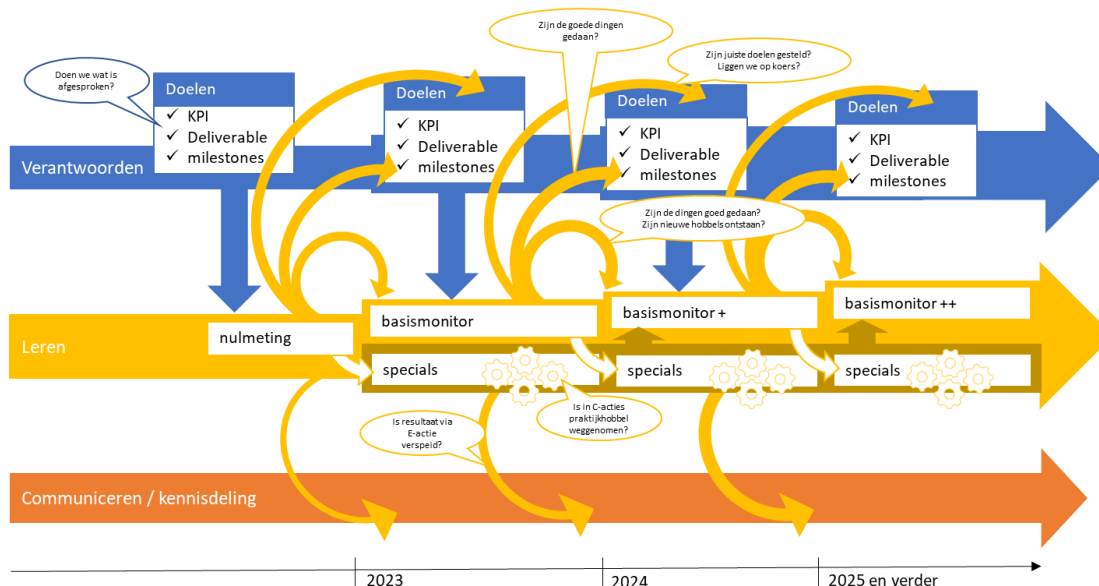 Zijn de goede dingen
gedaan?
Zijn juiste doelen gesteld?
Liggen we op koers?
Doen we wat is
afgesproken?
Doelen
✓ KPI
✓ Deliverable
✓ milestones
Doelen
✓ KPI
✓ Deliverable
✓ milestones
Doelen
✓ KPI
✓ Deliverable
✓ milestones
Doelen
✓ KPI
✓ Deliverable
✓ milestones
Verantwoorden
Zijn de dingen goed gedaan?
Zijn nieuwe hobbels ontstaan?
Leren
nulmeting
basismonitor
basismonitor +
basismonitor ++
specials
specials
specials
Is in C-acties
praktijkhobbel
weggenomen?
Is resultaat via
E-actie
verspeid?
Communiceren / kennisdeling
2023
2024
2025 en verder